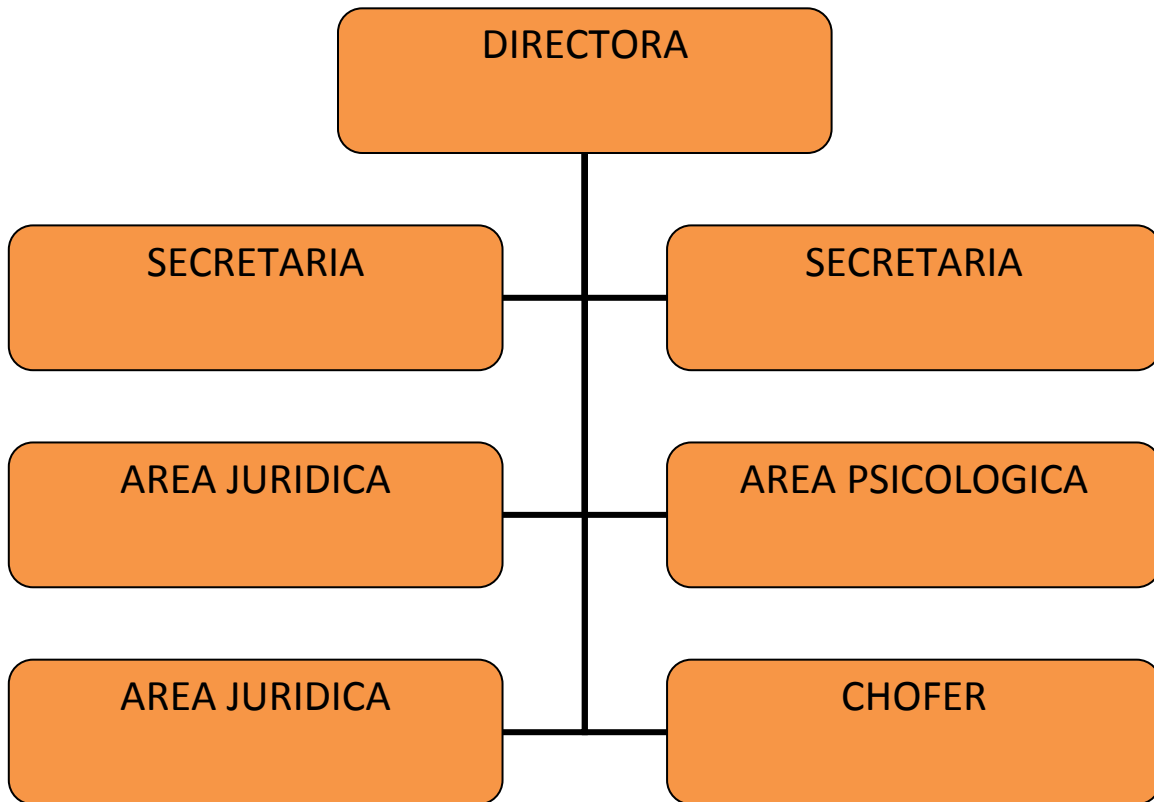 DIRECTORA
SECRETARIA
SECRETARIA
AREA JURIDICA
AREA PSICOLOGICA
AREA JURIDICA
CHOFER